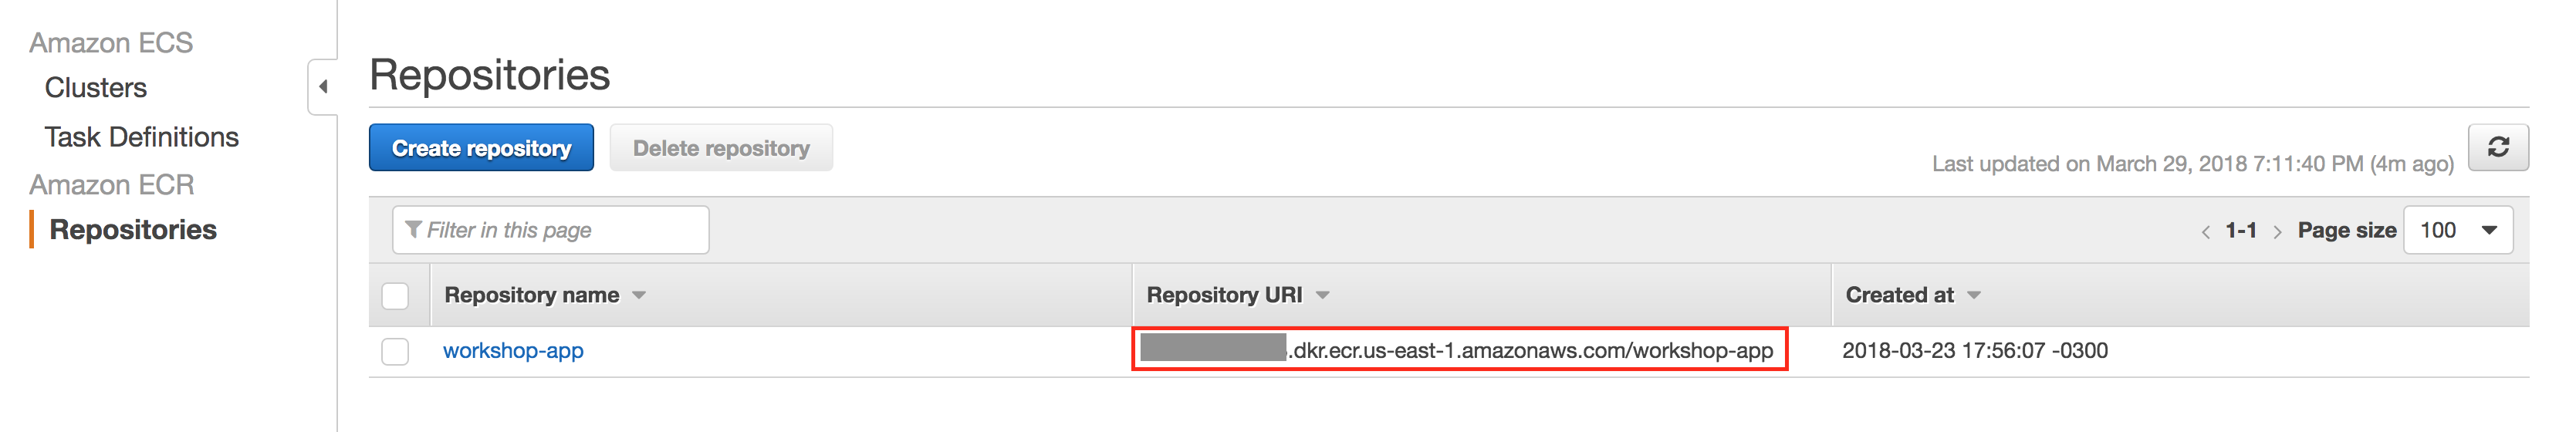 Amazon ECS
Clusters
Task Definitions
Amazon ECR
Repositories
Repositories
Create repository Delete repository
Last updated on March 29, 2018 7:11:40 PM (4m ago)
Filter in this page
< 1-1 > Page size 100
Repository name Repository URI Created at
workshop-app .dkr.ecr.us-east-1.amazonaws.com/workshop-app 2018-03-23 17:56:07 -0300